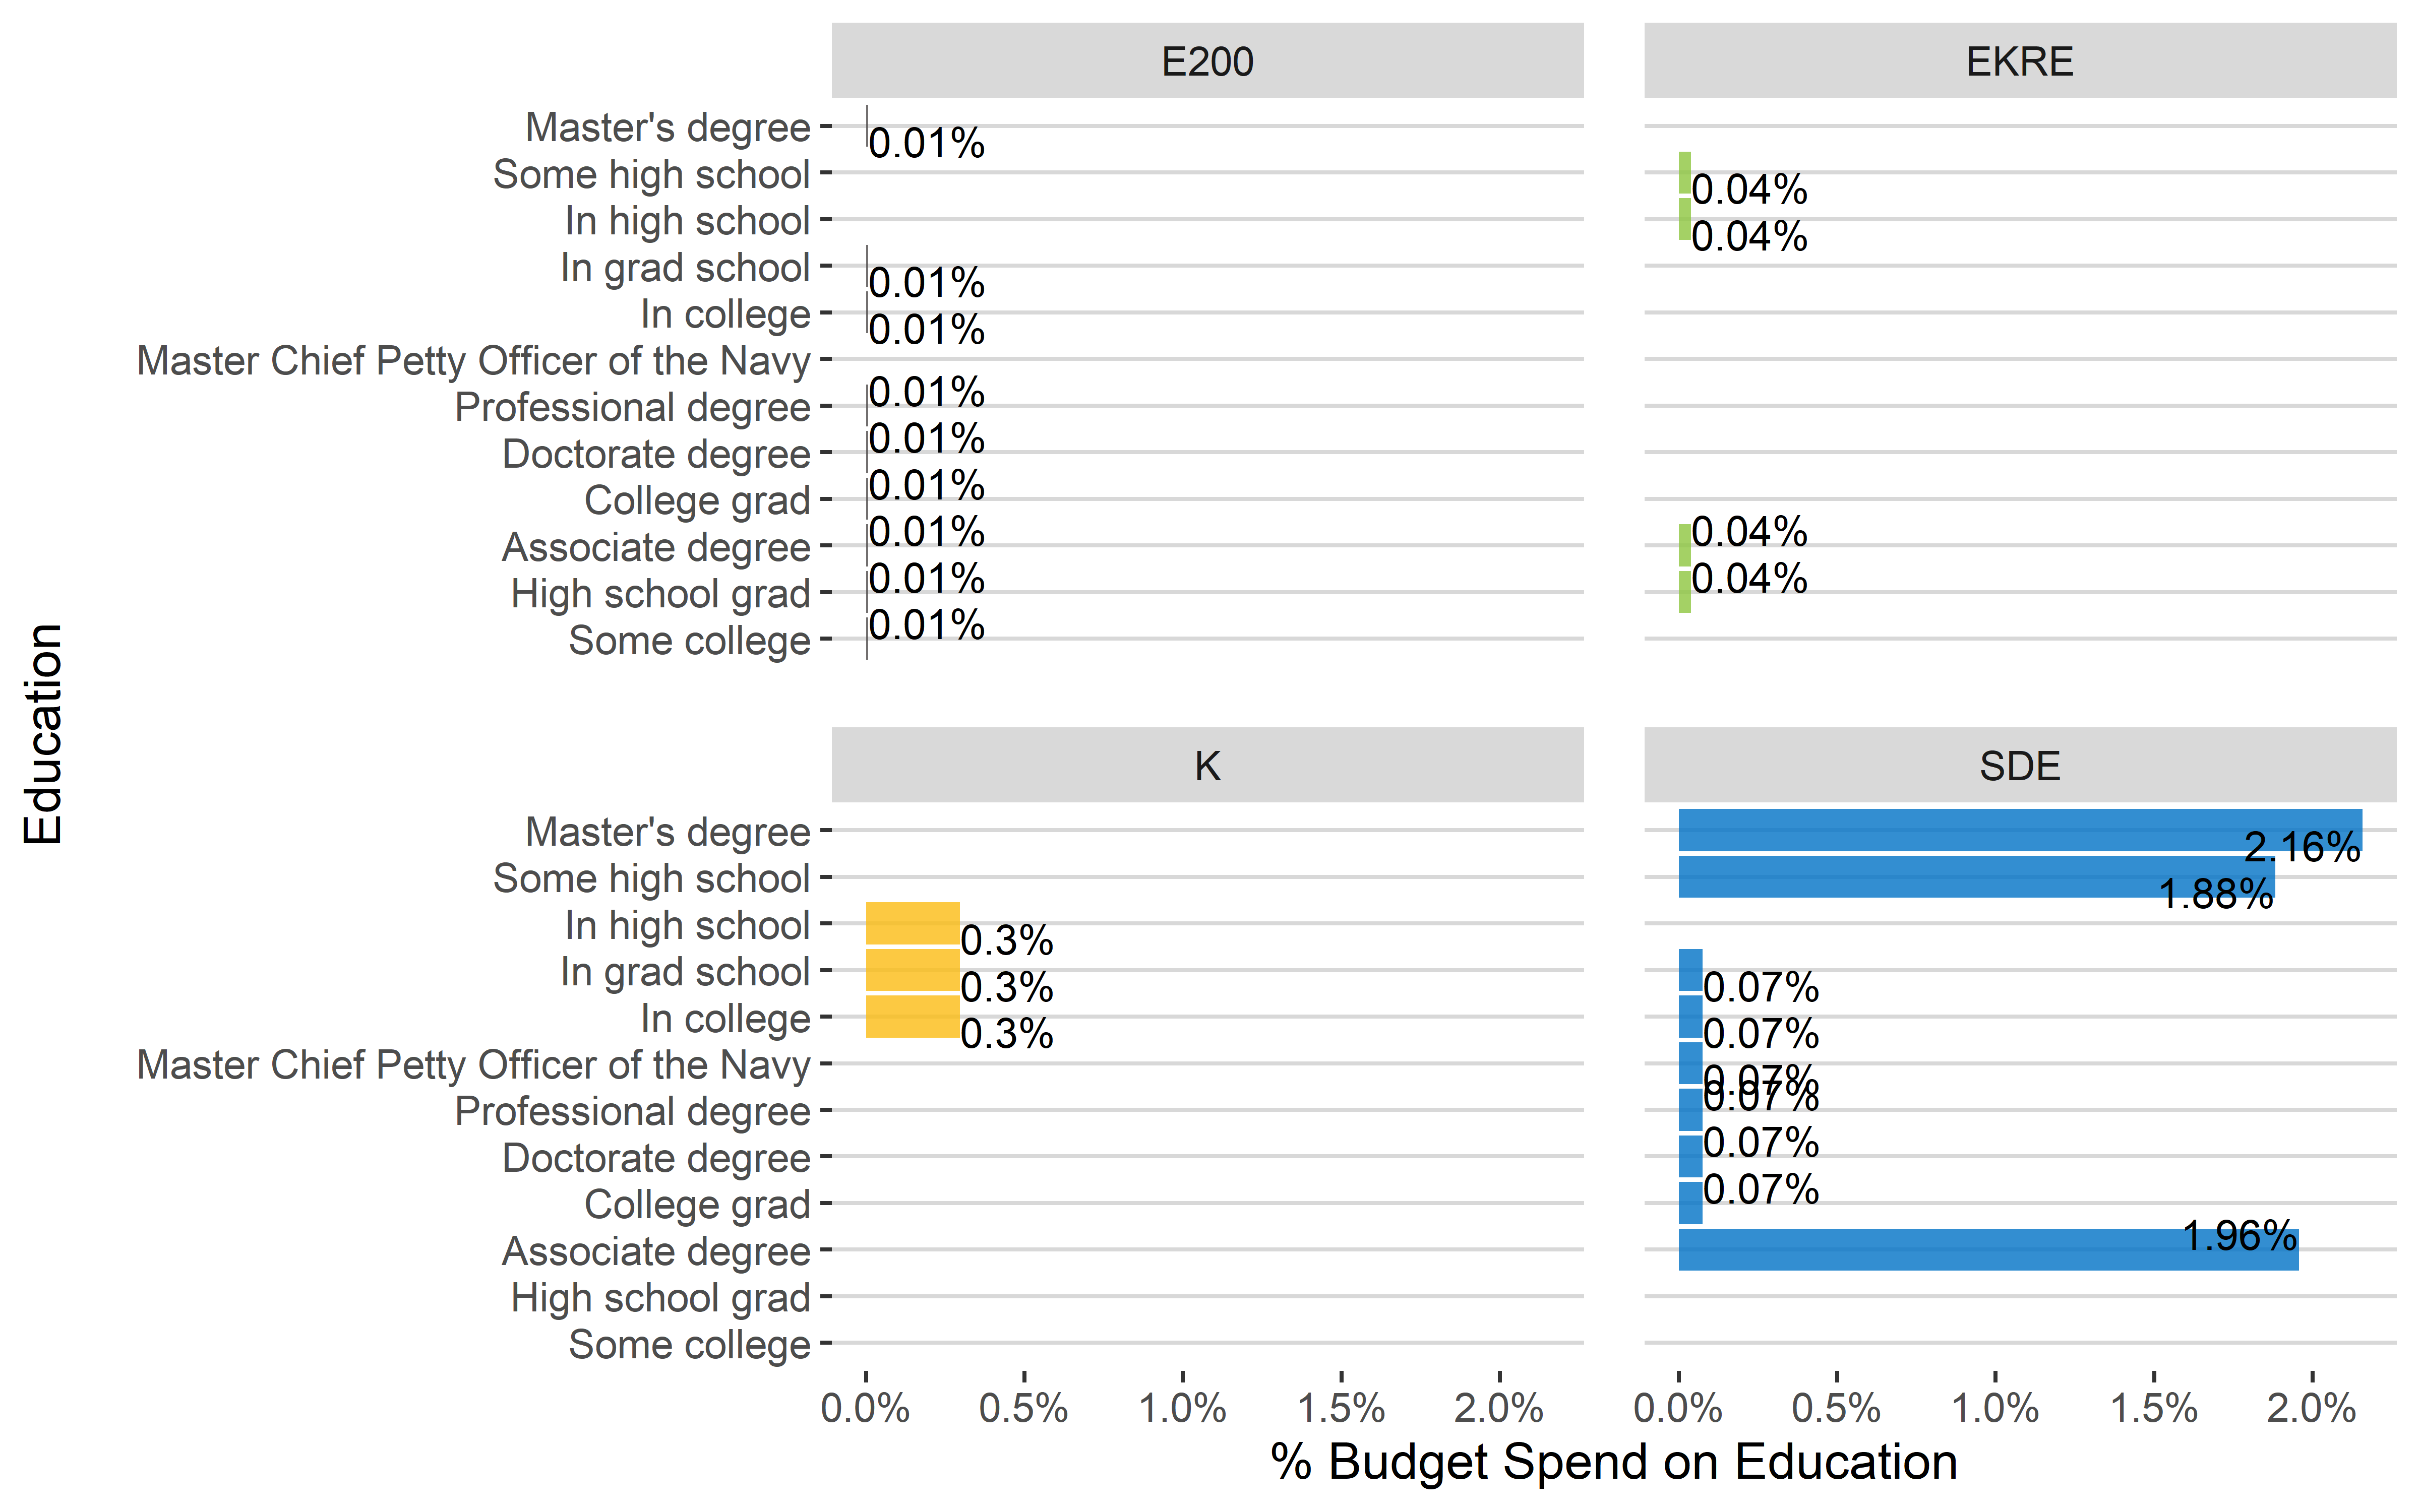 E200
EKRE
Master's degree
0.01%
Some high school
0.04%
In high school
0.04%
In grad school
0.01%
In college
0.01%
Master Chief Petty Officer of the Navy
0.01%
Professional degree
0.01%
Doctorate degree
0.01%
College grad
0.01%
0.04%
Associate degree
0.01%
0.04%
High school grad
0.01%
Some college
Education
K
SDE
Master's degree
2.16%
Some high school
1.88%
In high school
0.3%
In grad school
0.3%
0.07%
In college
0.3%
0.07%
Master Chief Petty Officer of the Navy
0.07%
0.07%
Professional degree
0.07%
Doctorate degree
0.07%
College grad
1.96%
Associate degree
High school grad
Some college
0.0% 0.5% 1.0% 1.5% 2.0%
0.0% 0.5% 1.0% 1.5% 2.0%
% Budget Spend on Education